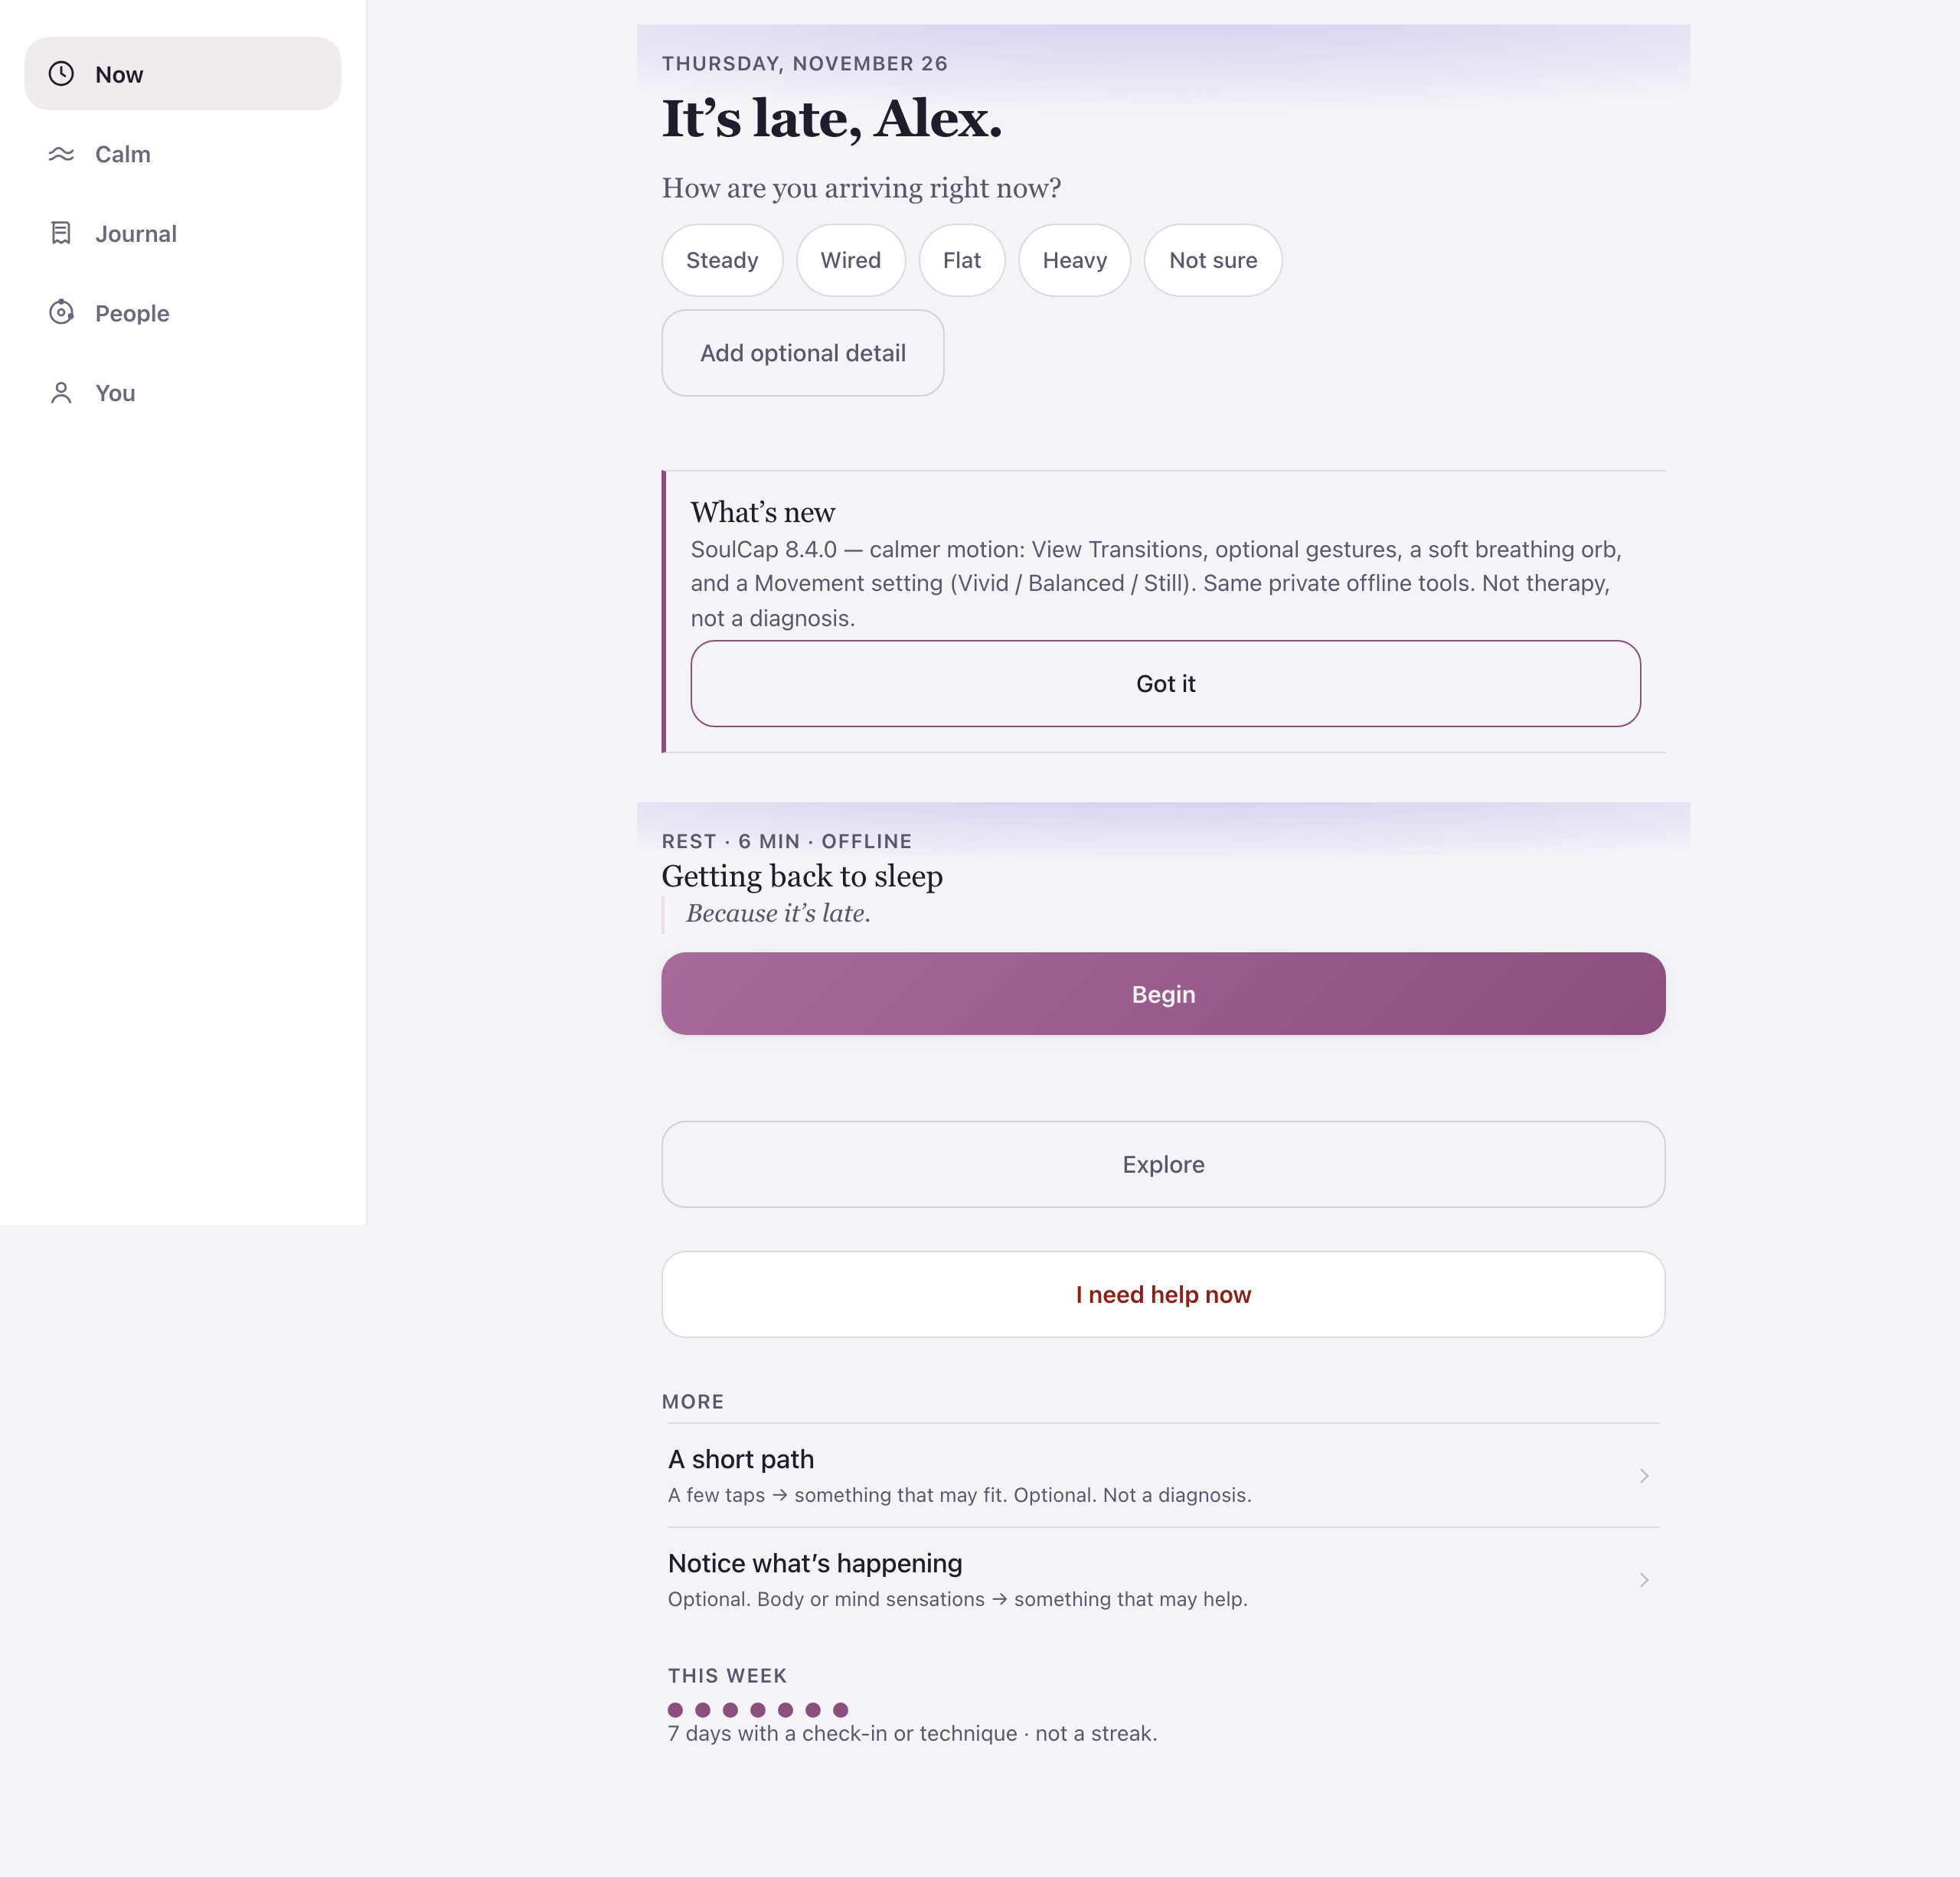 Now
Calm
Journal
People
You
THURSDAY, NOVEMBER 26
It’s late, Alex.
How are you arriving right now?
Steady
Wired
Flat
Heavy
Not sure
Add optional detail
What’s new
SoulCap 8.4.0 — calmer motion: View Transitions, optional gestures, a soft breathing orb,
and a Movement setting (Vivid / Balanced / Still). Same private offline tools. Not therapy,
not a diagnosis.
Got it
REST · 6 MIN · OFFLINE
Getting back to sleep
Because it’s late.
Begin
Explore
I need help now
MORE
A short path
A few taps → something that may fit. Optional. Not a diagnosis.
Notice what’s happening
Optional. Body or mind sensations → something that may help.
THIS WEEK
7 days with a check-in or technique · not a streak.